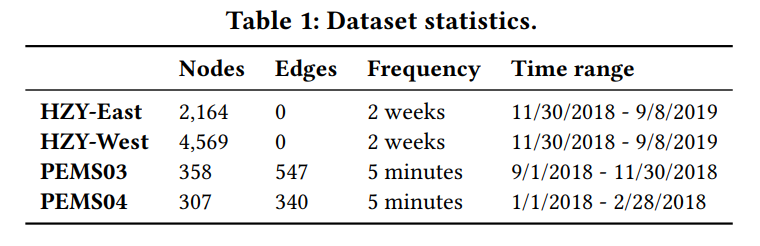 Table 1: Dataset statistics.
Nodes Edges Frequency Time range
HZY-East 2,164 0 2 weeks 11/30/2018 - 9/8/2019
HZY-West 4,569 0 2 weeks 11/30/2018 - 9/8/2019
PEMS03 358 547 5 minutes 9/1/2018 - 11/30/2018
PEMS04 307 340 5 minutes 1/1/2018 - 2/28/2018